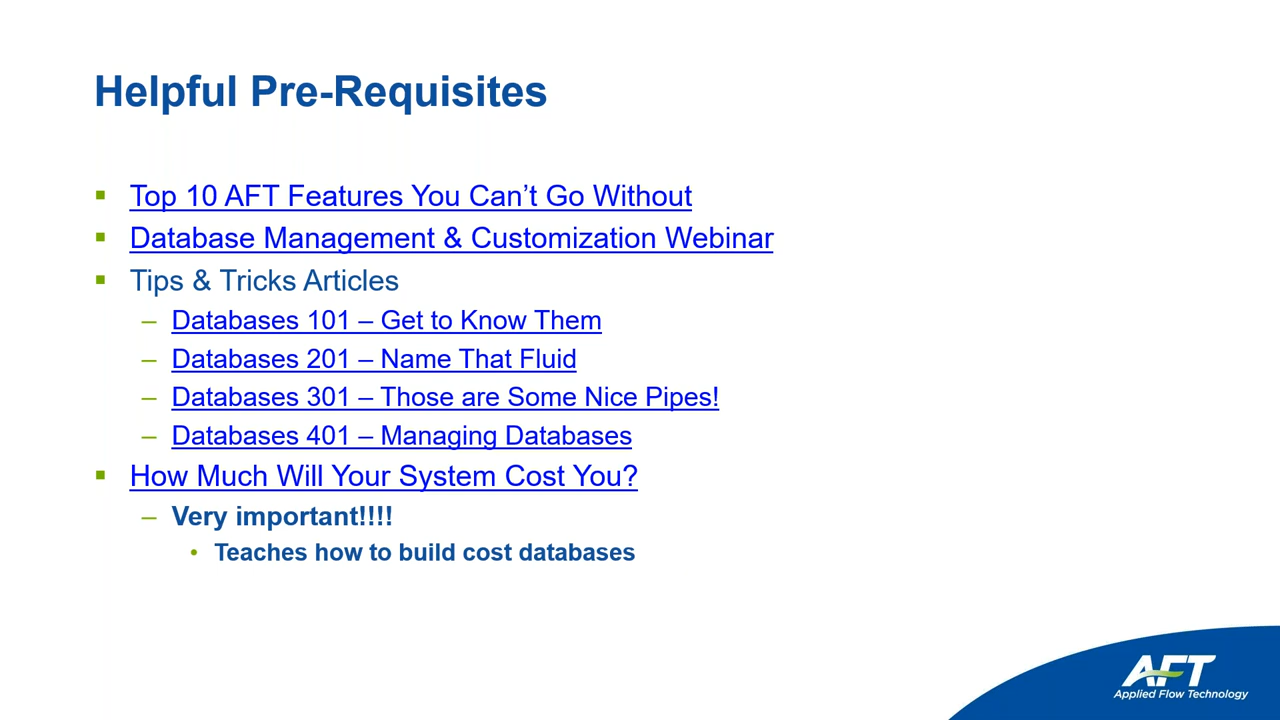 Helpful Pre-Requisites
Top 10 AFT Features You Can’t Go Without
Database Management & Customization Webinar
Tips & Tricks Articles
– Databases 101 – Get to Know Them
– Databases 201 – Name That Fluid
– Databases 301 – Those are Some Nice Pipes!
– Databases 401 – Managing Databases
How Much Will Your System Cost You?
– Very important!!!!
• Teaches how to build cost databases
AFT
Applied Flow Technology